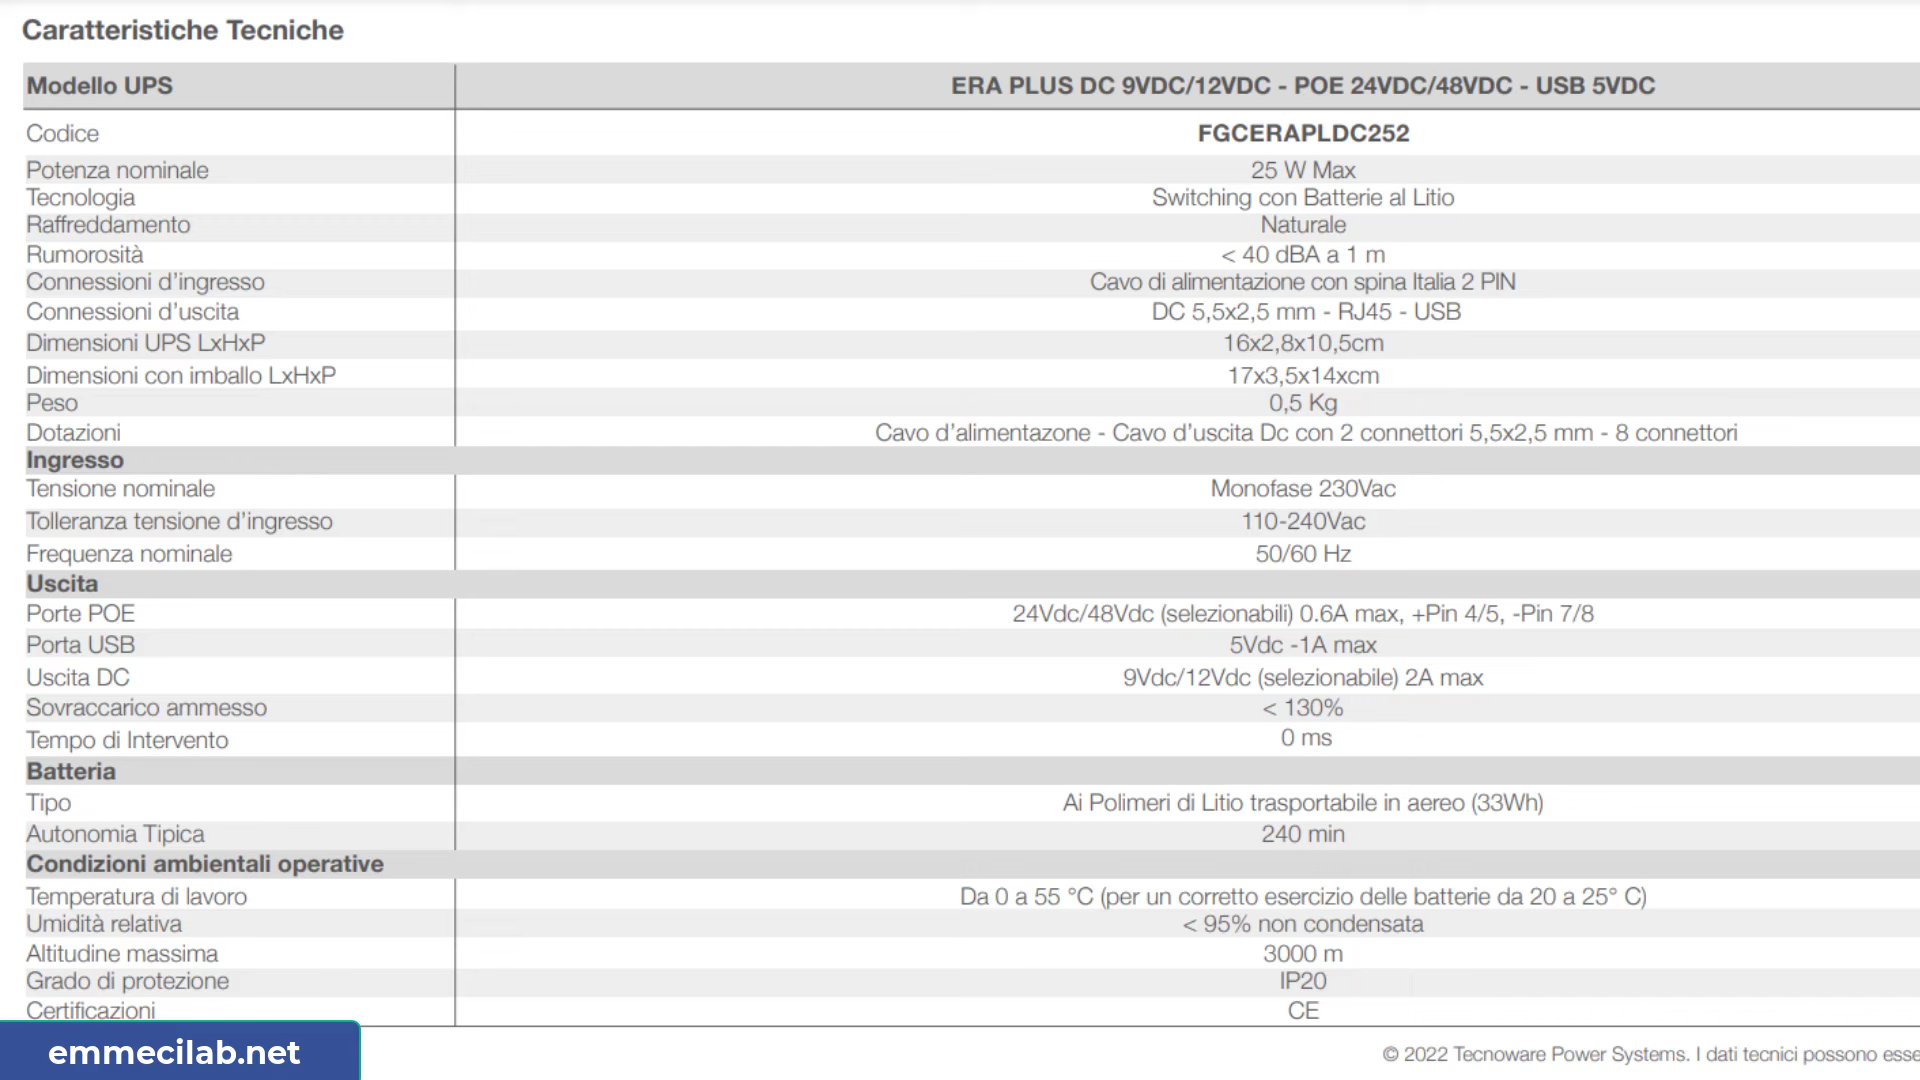 Caratteristiche Tecniche
Modello UPS ERA PLUS DC 9VDC/12VDC - POE 24VDC/48VDC - USB 5VDC
Codice FGCERAPLDC252
Potenza nominale 25 W Max
Tecnologia Switching con Batterie al Litio
Raffreddamento Naturale
Rumorosità < 40 dBA a 1 m
Connessioni d'ingresso Cavo di alimentazione con spina Italia 2 PIN
Connessioni d'uscita DC 5,5x2,5 mm - RJ45 - USB
Dimensioni UPS LxHxP 16x2,8x10,5cm
Dimensioni con imballo LxHxP 17x3,5x14xcm
Peso 0,5 Kg
Dotazioni Cavo d'alimentazone - Cavo d'uscita Dc con 2 connettori 5,5x2,5 mm - 8 connettori
Ingresso
Tensione nominale Monofase 230Vac
Tolleranza tensione d'ingresso 110-240Vac
Frequenza nominale 50/60 Hz
Uscita
Porte POE 24Vdc/48Vdc (selezionabili) 0.6A max, +Pin 4/5, -Pin 7/8
Porta USB 5Vdc -1A max
Uscita DC 9Vdc/12Vdc (selezionabile) 2A max
Sovraccarico ammesso < 130%
Tempo di Intervento 0 ms
Batteria
Tipo Ai Polimeri di Litio trasportabile in aereo (33Wh)
Autonomia Tipica 240 min
Condizioni ambientali operative
Temperatura di lavoro Da 0 a 55 °C (per un corretto esercizio delle batterie da 20 a 25° C)
Umidità relativa < 95% non condensata
Altitudine massima 3000 m
Grado di protezione IP20
Certificazioni CE
emmecilab.net
© 2022 Tecnoware Power Systems. I dati tecnici possono esse